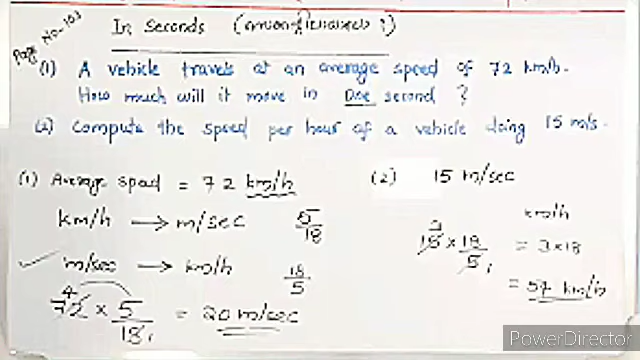 Page No-103
In Seconds
(1) A vehicle travels at an average speed of 72 km/h.
How much will it move in one second ?
(2) Compute the speed per hour of a vehicle doing 15 m/s.
(1) Average speed = 72 km/h
km/h → m/sec 5/18
✓ m/sec → km/h 18/5
4
72 × 5/18 1 = 20 m/sec
(2) 15 m/sec
km/h
3
15 × 18/5 1 = 3 × 18
= 54 km/h
PowerDirector